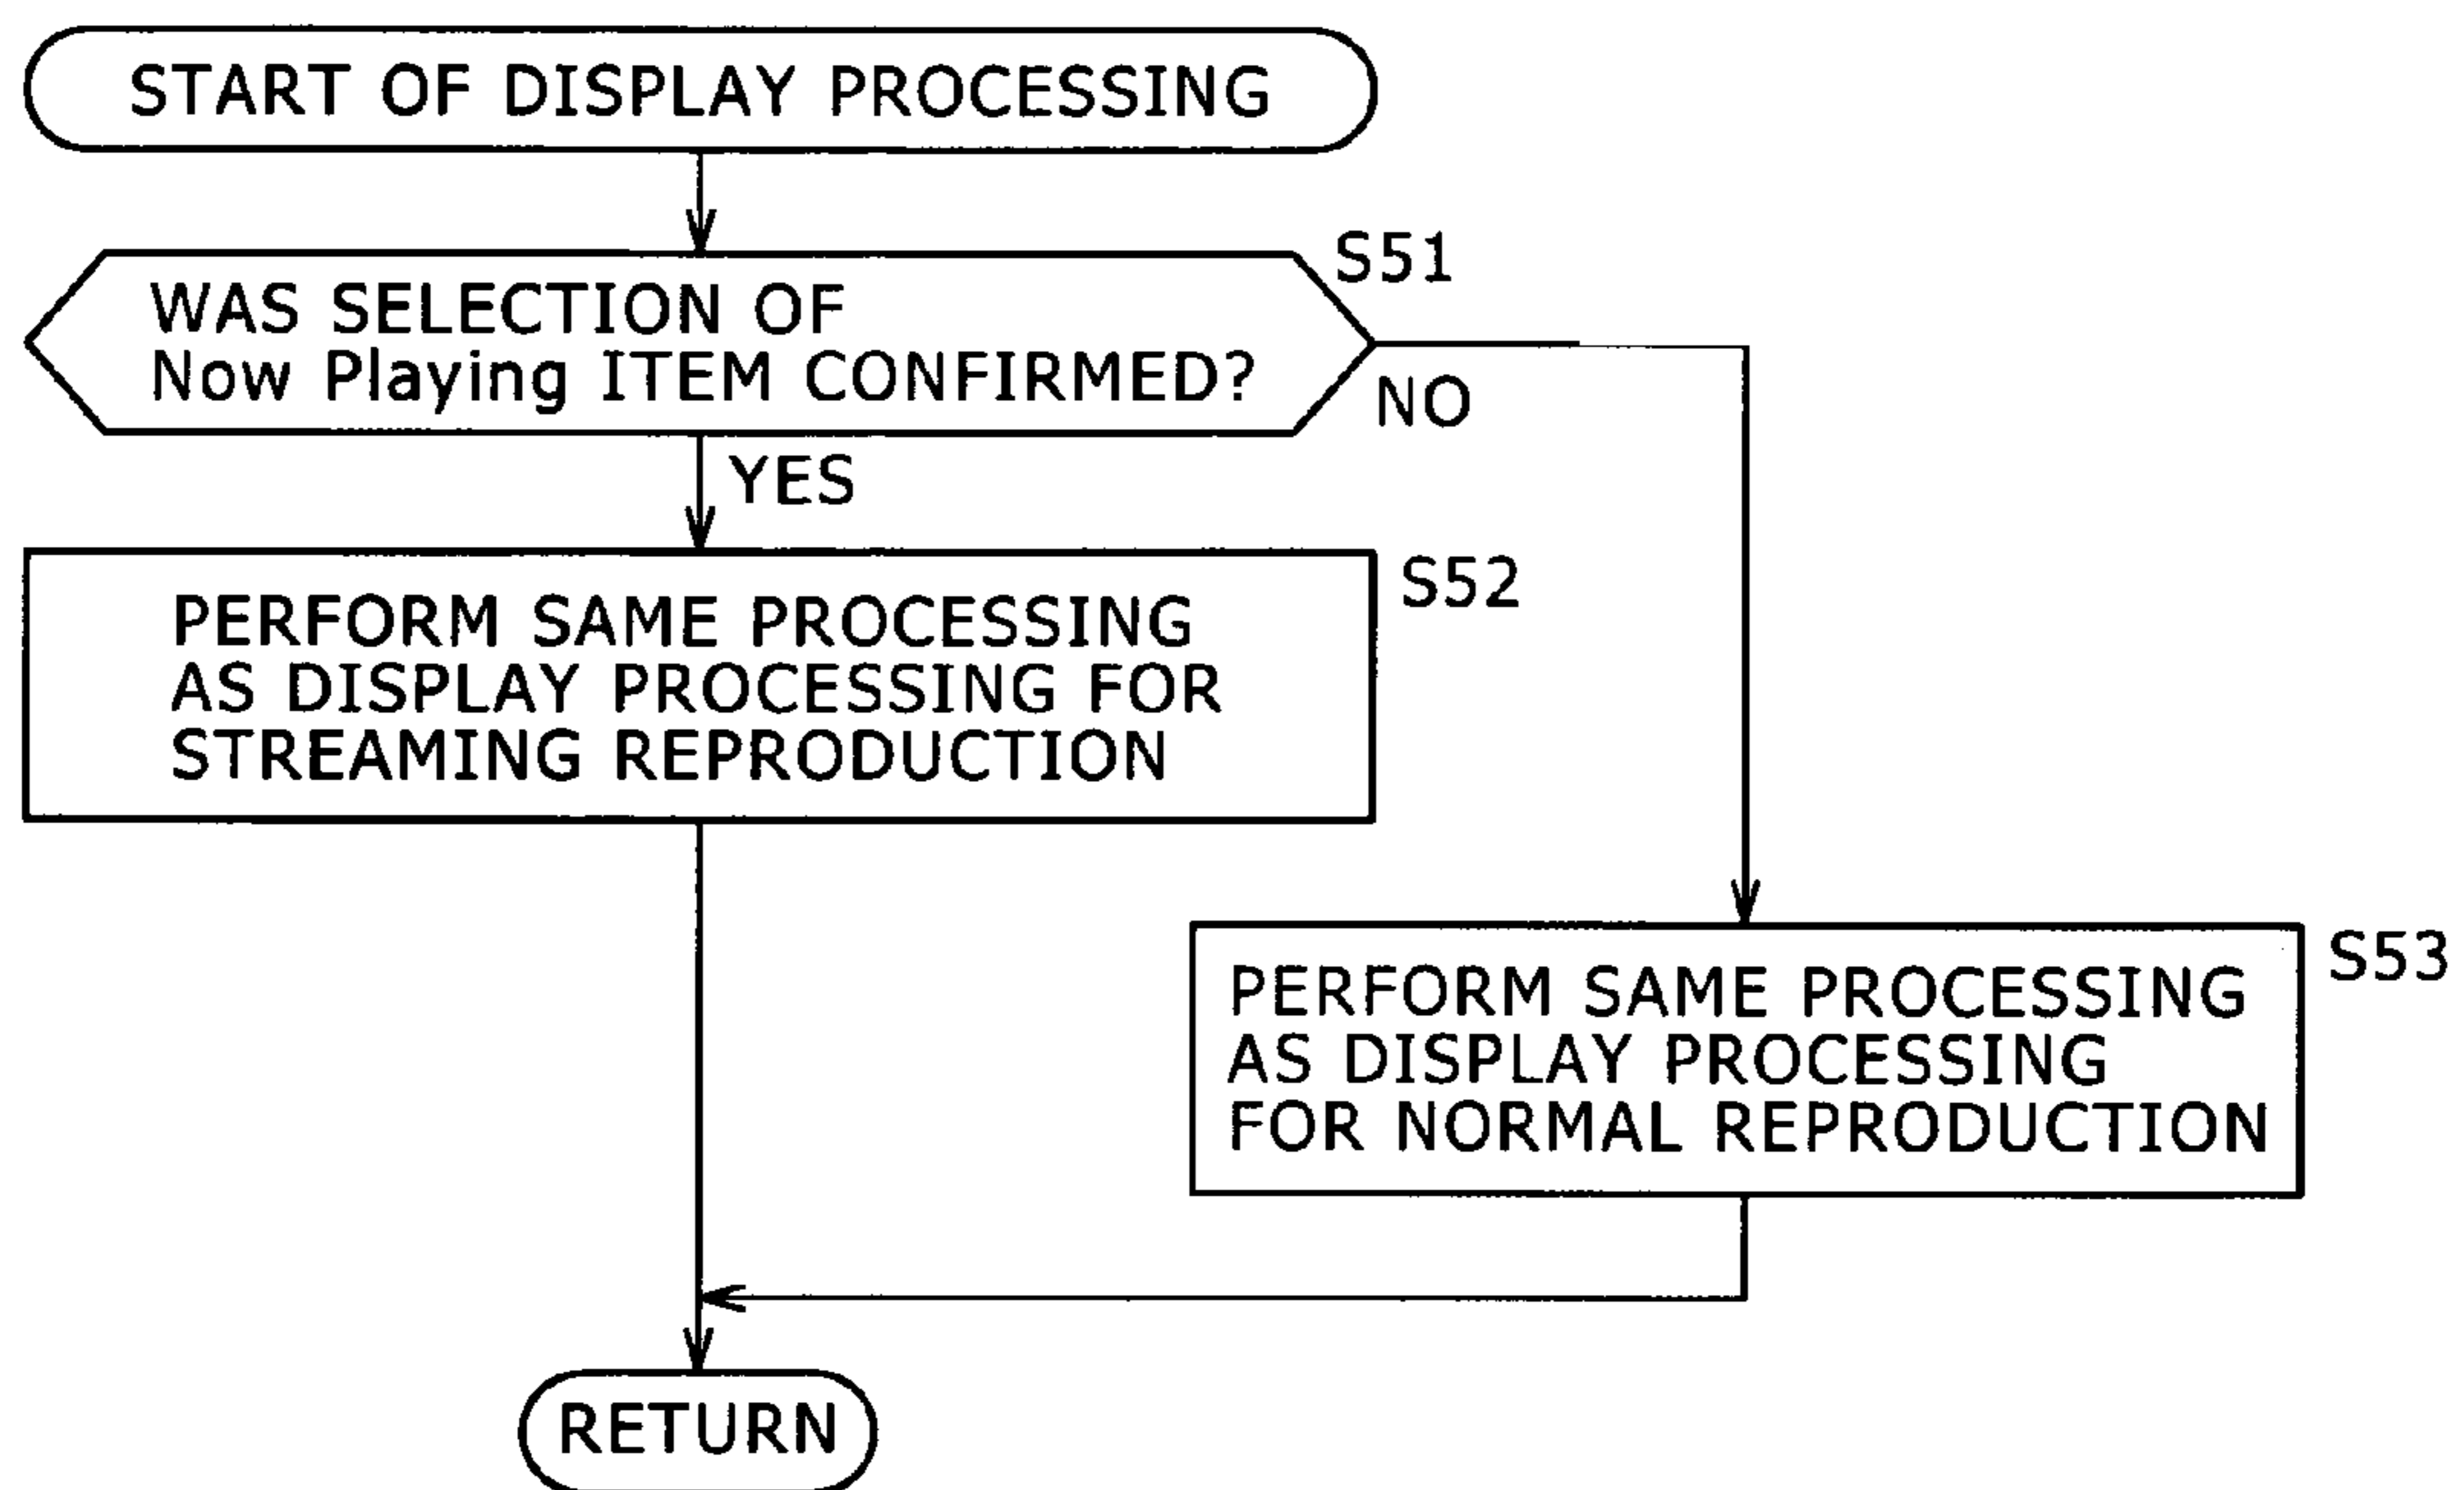 START OF DISPLAY PROCESSING
S51
WAS SELECTION OF
Now Playing ITEM CONFIRMED?
NO
YES
S52
PERFORM SAME PROCESSING
AS DISPLAY PROCESSING FOR
STREAMING REPRODUCTION
S53
PERFORM SAME PROCESSING
AS DISPLAY PROCESSING
FOR NORMAL REPRODUCTION
RETURN